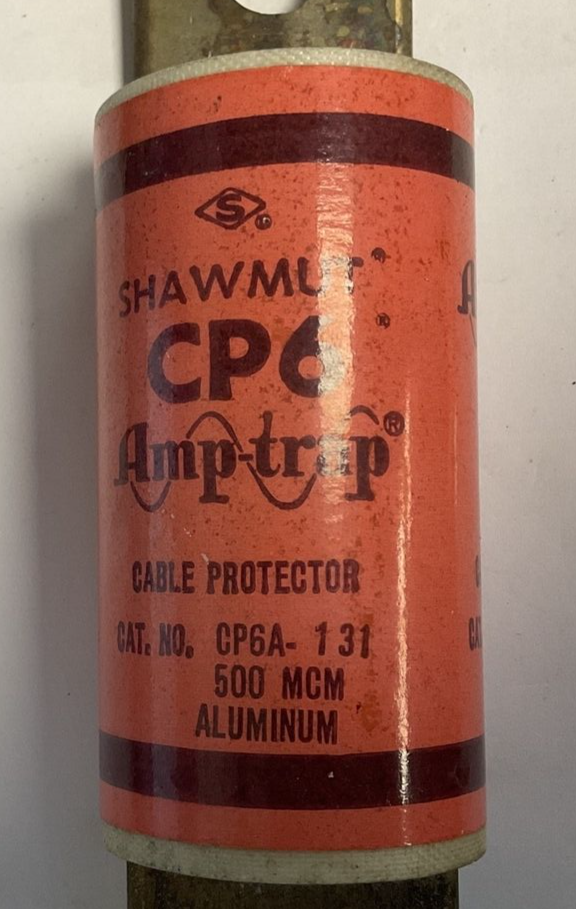 S®
SHAWMUT®
CP6®
Amp-trap®
CABLE PROTECTOR
CAT. NO. CP6A- 131
500 MCM
ALUMINUM